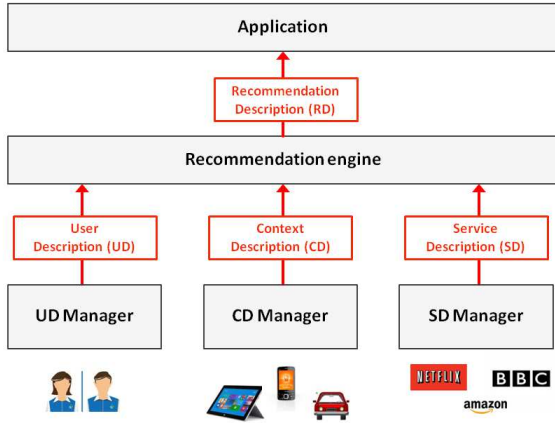 Application
Recommendation
Description (RD)
Recommendation engine
User
Description (UD)
Context
Description (CD)
Service
Description (SD)
UD Manager
CD Manager
SD Manager
NETFLIX
BBC
amazon